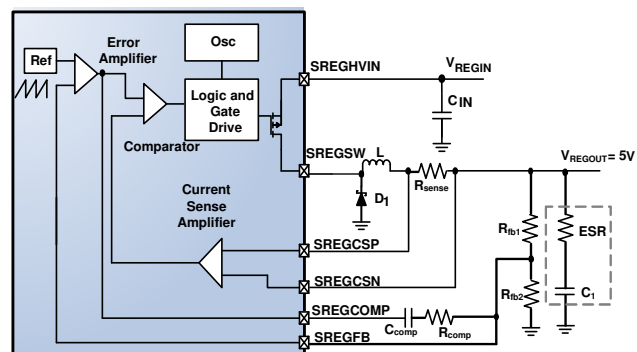 Error
Amplifier
Osc
Ref
SREGHVIN
VREGIN
Logic and
Gate
Drive
CIN
Comparator
SREGSW
L
VREGOUT= 5V
Rsense
D1
Current
Sense
Amplifier
Rfb1
ESR
SREGCSP
SREGCSN
Rfb2
C1
SREGCOMP
Ccomp
Rcomp
SREGFB